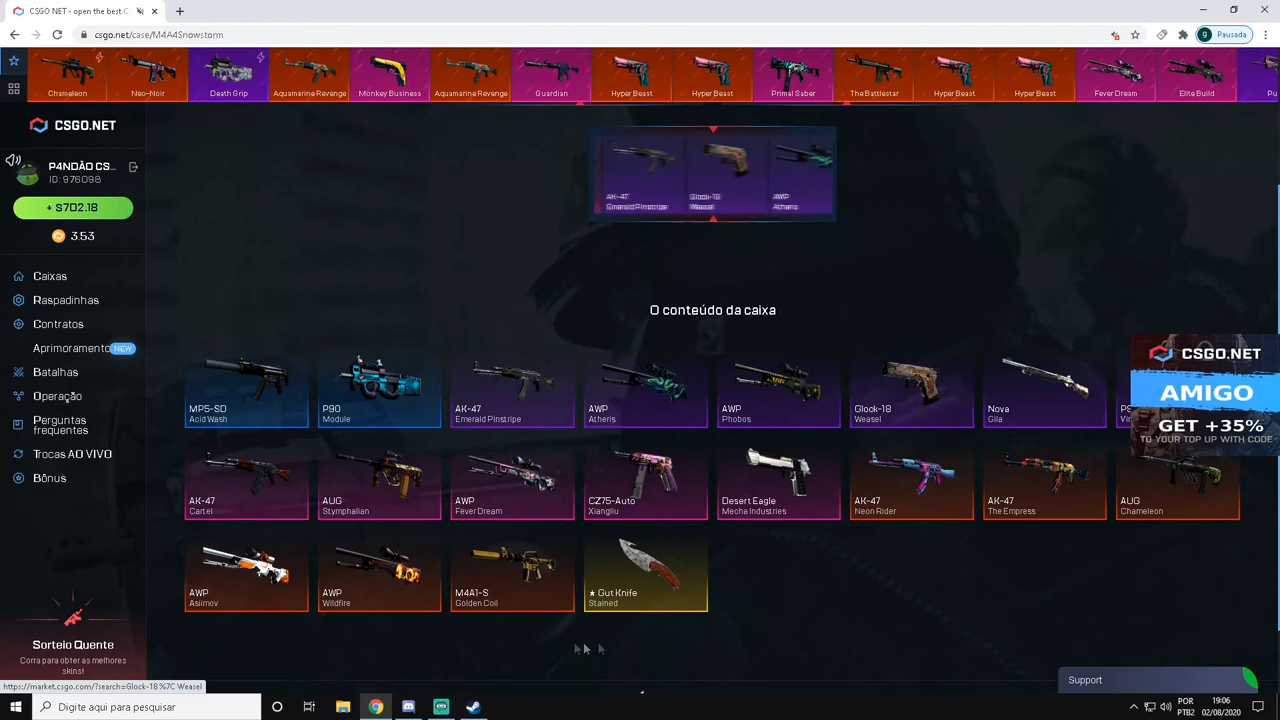 CSGO NET - open the best C
csgo.net/case/M4A4Snowstorm
g Pausada
Chameleon
Neo-Noir
Death Grip
Aquamarine Revenge
Monkey Business
Aquamarine Revenge
Guardian
Hyper Beast
Hyper Beast
Primal Saber
The Battlestar
Hyper Beast
Hyper Beast
Fever Dream
Elite Build
Pu
CSGO.NET
P4NDÃO CS...
ID: 976098
+ $702.18
3.53
Caixas
Raspadinhas
Contratos
Aprimoramento NEW
Batalhas
Operação
Perguntas
frequentes
Trocas AO VIVO
Bônus
Sorteio Quente
Corra para obter as melhores
skins!
AK-47
Emerald Pinstripe
Glock-18
Weasel
AWP
Atheris
O conteúdo da caixa
MP5-SD
Acid Wash
P90
Module
AK-47
Emerald Pinstripe
AWP
Atheris
AWP
Phobos
Glock-18
Weasel
Nova
Gila
AK-47
Cartel
AUG
Stymphalian
AWP
Fever Dream
CZ75-Auto
Xiangliu
Desert Eagle
Mecha Industries
AK-47
Neon Rider
AK-47
The Empress
AUG
Chameleon
AWP
Asiimov
AWP
Wildfire
M4A1-S
Golden Coil
★ Gut Knife
Stained
CSGO.NET
AMIGO
GET +35%
TO YOUR TOP UP WITH CODE
Support
https://market.csgo.com/?search=Glock-18%7C Weasel
Digite aqui para pesquisar
POR
PTB2
19:06
02/08/2020